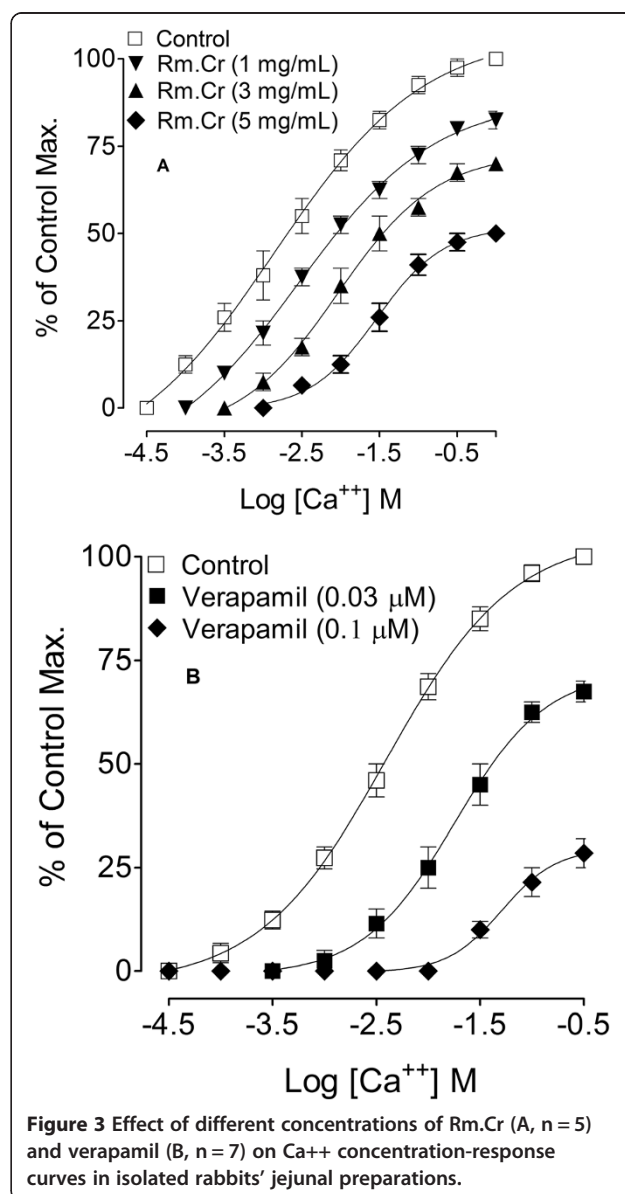 Control
Rm.Cr (1 mg/mL)
Rm.Cr (3 mg/mL)
Rm.Cr (5 mg/mL)
A
% of Control Max.
100
75
50
25
0
-4.5 -3.5 -2.5 -1.5 -0.5
Log [Ca⁺⁺] M
Control
Verapamil (0.03 μM)
Verapamil (0.1 μM)
B
% of Control Max.
100
75
50
25
0
-4.5 -3.5 -2.5 -1.5 -0.5
Log [Ca⁺⁺] M
Figure 3 Effect of different concentrations of Rm.Cr (A, n = 5)
and verapamil (B, n = 7) on Ca++ concentration-response
curves in isolated rabbits' jejunal preparations.